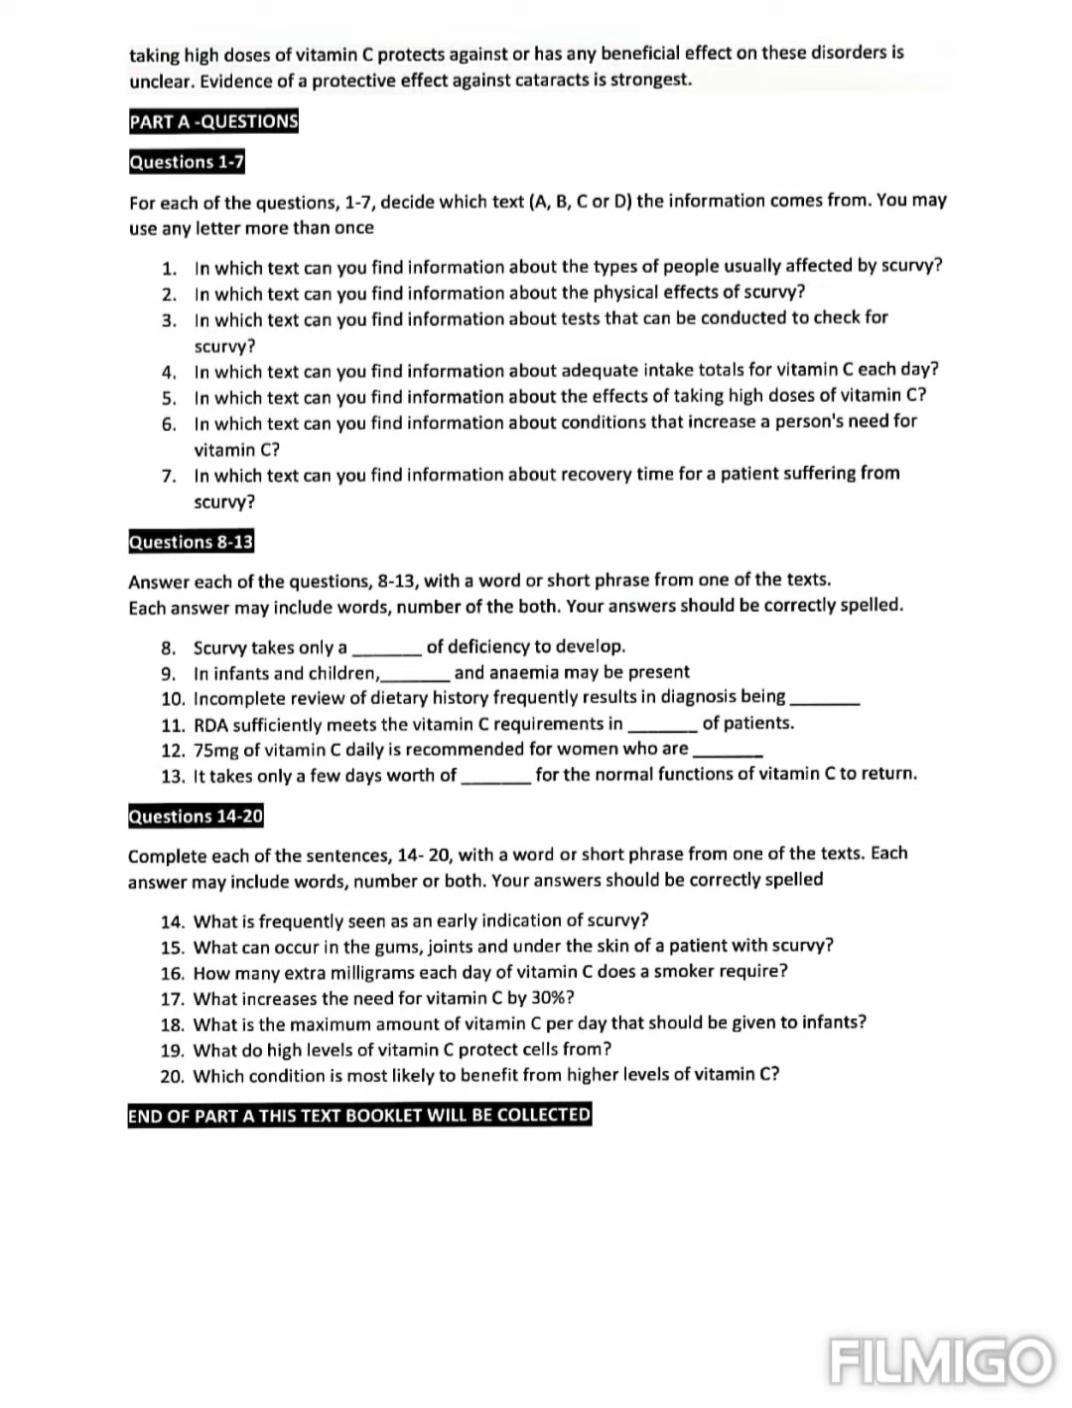 taking high doses of vitamin C protects against or has any beneficial effect on these disorders is
unclear. Evidence of a protective effect against cataracts is strongest.
PART A -QUESTIONS
Questions 1-7
For each of the questions, 1-7, decide which text (A, B, C or D) the information comes from. You may
use any letter more than once
1. In which text can you find information about the types of people usually affected by scurvy?
2. In which text can you find information about the physical effects of scurvy?
3. In which text can you find information about tests that can be conducted to check for
scurvy?
4. In which text can you find information about adequate intake totals for vitamin C each day?
5. In which text can you find information about the effects of taking high doses of vitamin C?
6. In which text can you find information about conditions that increase a person's need for
vitamin C?
7. In which text can you find information about recovery time for a patient suffering from
scurvy?
Questions 8-13
Answer each of the questions, 8-13, with a word or short phrase from one of the texts.
Each answer may include words, number of the both. Your answers should be correctly spelled.
8. Scurvy takes only a _______ of deficiency to develop.
9. In infants and children,_______ and anaemia may be present
10. Incomplete review of dietary history frequently results in diagnosis being _______
11. RDA sufficiently meets the vitamin C requirements in _______ of patients.
12. 75mg of vitamin C daily is recommended for women who are _______
13. It takes only a few days worth of _______ for the normal functions of vitamin C to return.
Questions 14-20
Complete each of the sentences, 14- 20, with a word or short phrase from one of the texts. Each
answer may include words, number or both. Your answers should be correctly spelled
14. What is frequently seen as an early indication of scurvy?
15. What can occur in the gums, joints and under the skin of a patient with scurvy?
16. How many extra milligrams each day of vitamin C does a smoker require?
17. What increases the need for vitamin C by 30%?
18. What is the maximum amount of vitamin C per day that should be given to infants?
19. What do high levels of vitamin C protect cells from?
20. Which condition is most likely to benefit from higher levels of vitamin C?
END OF PART A THIS TEXT BOOKLET WILL BE COLLECTED
FILMIGO